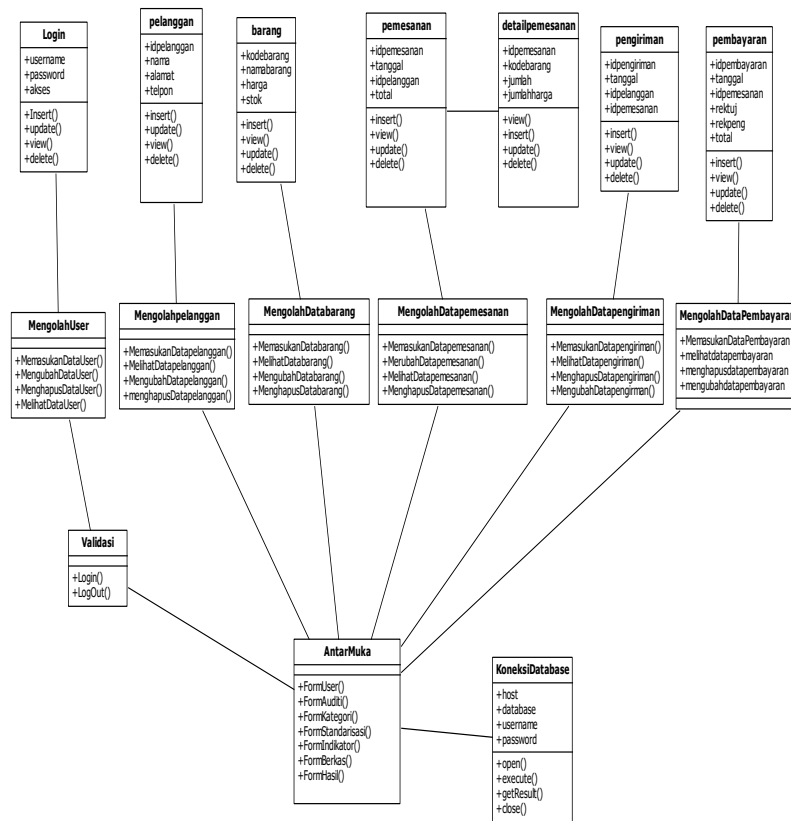 Login
+username
+password
+akses
+Insert()
+update()
+view()
+delete()
pelanggan
+idpelanggan
+nama
+alamat
+telpon
+insert()
+update()
+view()
+delete()
barang
+kodebarang
+namabarang
+harga
+stok
+insert()
+view()
+update()
+delete()
pemesanan
+idpemesanan
+tanggal
+idpelanggan
+total
+insert()
+view()
+update()
+delete()
detailpemesanan
+idpemesanan
+kodebarang
+jumlah
+jumlahharga
+view()
+insert()
+update()
+delete()
pengiriman
+idpengiriman
+tanggal
+idpelanggan
+idpemesanan
+insert()
+view()
+update()
+delete()
pembayaran
+idpembayaran
+tanggal
+idpemesanan
+rektuj
+rekpeng
+total
+insert()
+view()
+update()
+delete()
MengolahUser
+MemasukanDataUser()
+MengubahDataUser()
+MenghapusDataUser()
+MelihatDataUser()
Mengolahpelanggan
+MemasukanDatapelanggan()
+MelihatDatapelanggan()
+MengubahDatapelanggan()
+menghapusDatapelanggan()
MengolahDatabarang
+MemasukanDatabarang()
+MelihatDatabarang()
+MengubahDatabarang()
+MenghapusDatabarang()
MengolahDatapemesanan
+MemasukanDatapemesanan()
+MerubahDatapemesanan()
+MelihatDatapemesanan()
+MenghapusDatapemesanan()
MengolahDatapengiriman
+MemasukanDatapengiriman()
+MelihatDatapengiriman()
+MenghapusDatapengiriman()
+MengubahDatapengirman()
MengolahDataPembayaran
+MemasukanDataPembayaran
+melihatdatapembayaran
+menghapusdatapembayaran
+mengubahdatapembayaran
Validasi
+Login()
+LogOut()
AntarMuka
+FormUser()
+FormAuditi()
+FormKategori()
+FormStandarisasi()
+FormIndikator()
+FormBerkas()
+FormHasil()
KoneksiDatabase
+host
+database
+username
+password
+open()
+execute()
+getResult()
+close()